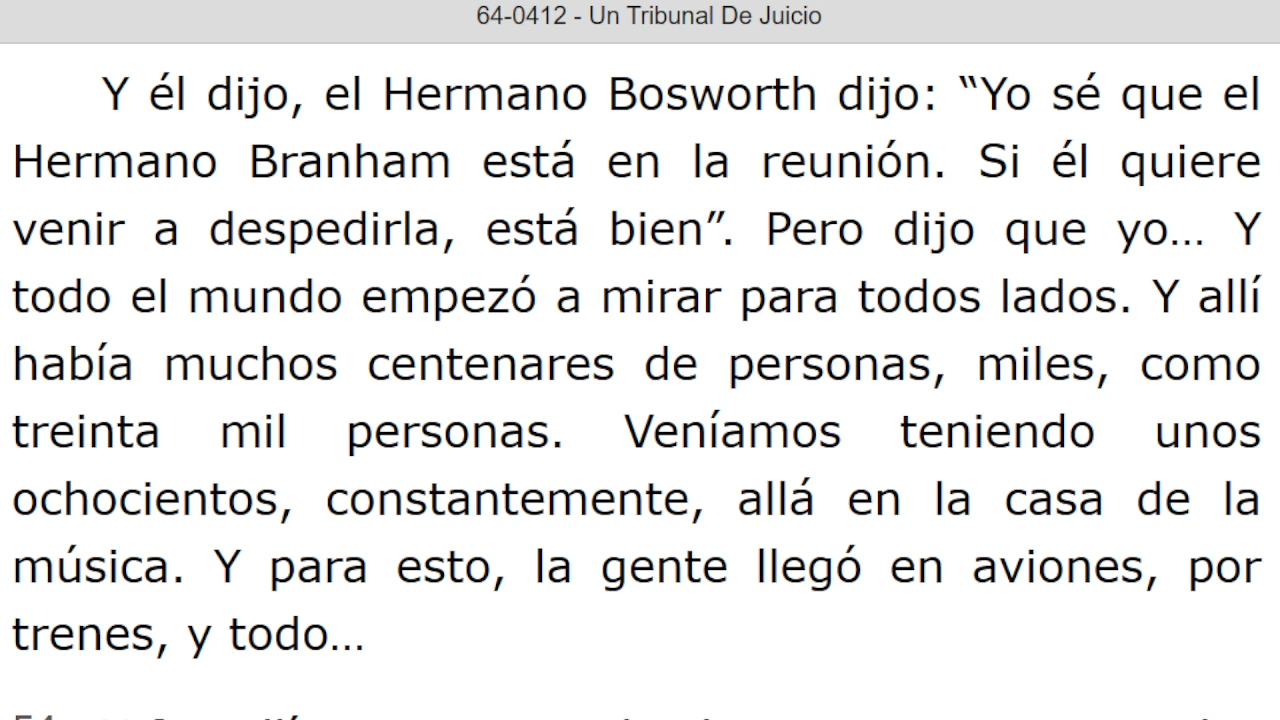 64-0412 - Un Tribunal De Juicio
Y él dijo, el Hermano Bosworth dijo: “Yo sé que el
Hermano Branham está en la reunión. Si él quiere
venir a despedirla, está bien”. Pero dijo que yo… Y
todo el mundo empezó a mirar para todos lados. Y allí
había muchos centenares de personas, miles, como
treinta mil personas. Veníamos teniendo unos
ochocientos, constantemente, allá en la casa de la
música. Y para esto, la gente llegó en aviones, por
trenes, y todo…